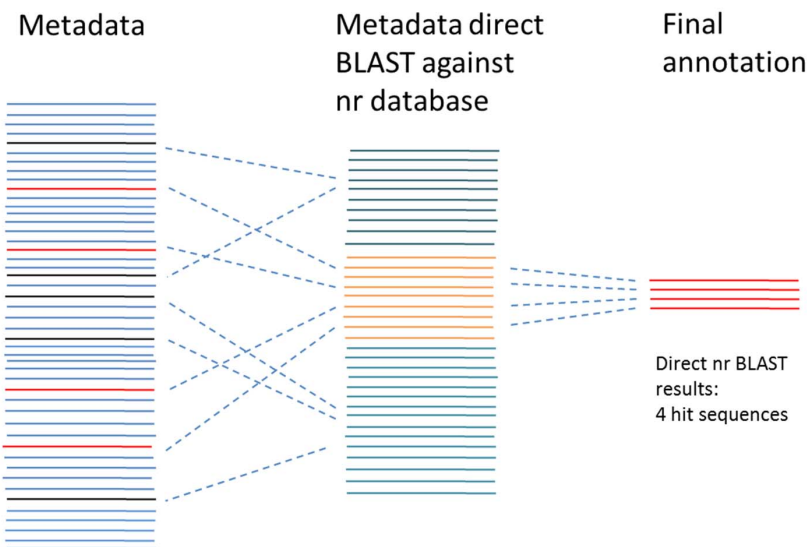 Metadata
Metadata direct
BLAST against
nr database
Final
annotation
Direct nr BLAST
results:
4 hit sequences